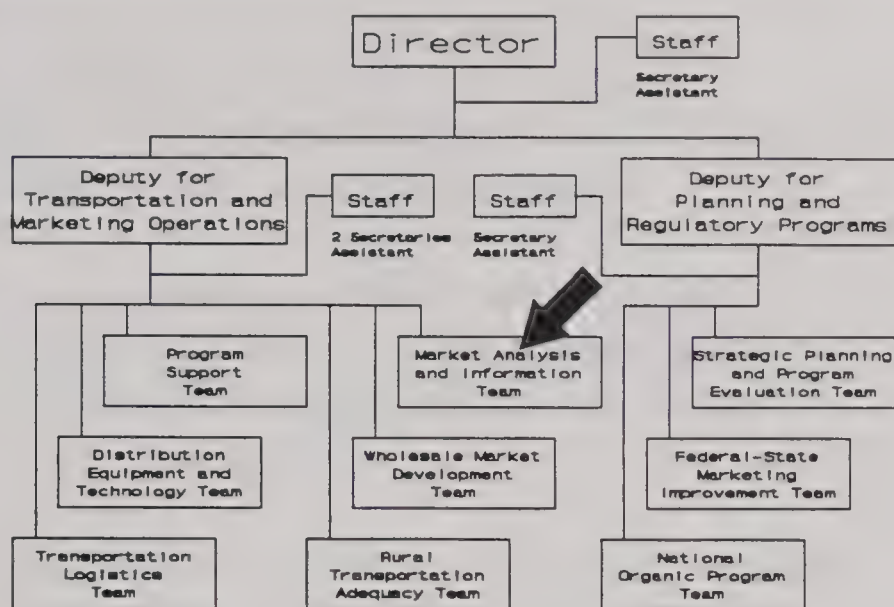 Director
Staff
Secretary
Assistant
Deputy for
Transportation and
Marketing Operations
Staff
2 Secretaries
Assistant
Staff
Secretary
Assistant
Deputy for
Planning and
Regulatory Programs
Program
Support
Team
Market Analysis
and Information
Team
Strategic Planning
and Program
Evaluation Team
Distribution
Equipment and
Technology Team
Wholesale Market
Development
Team
Federal-State
Marketing
Improvement Team
Transportation
Logistics
Team
Rural
Transportation
Adequacy Team
National
Organic Program
Team